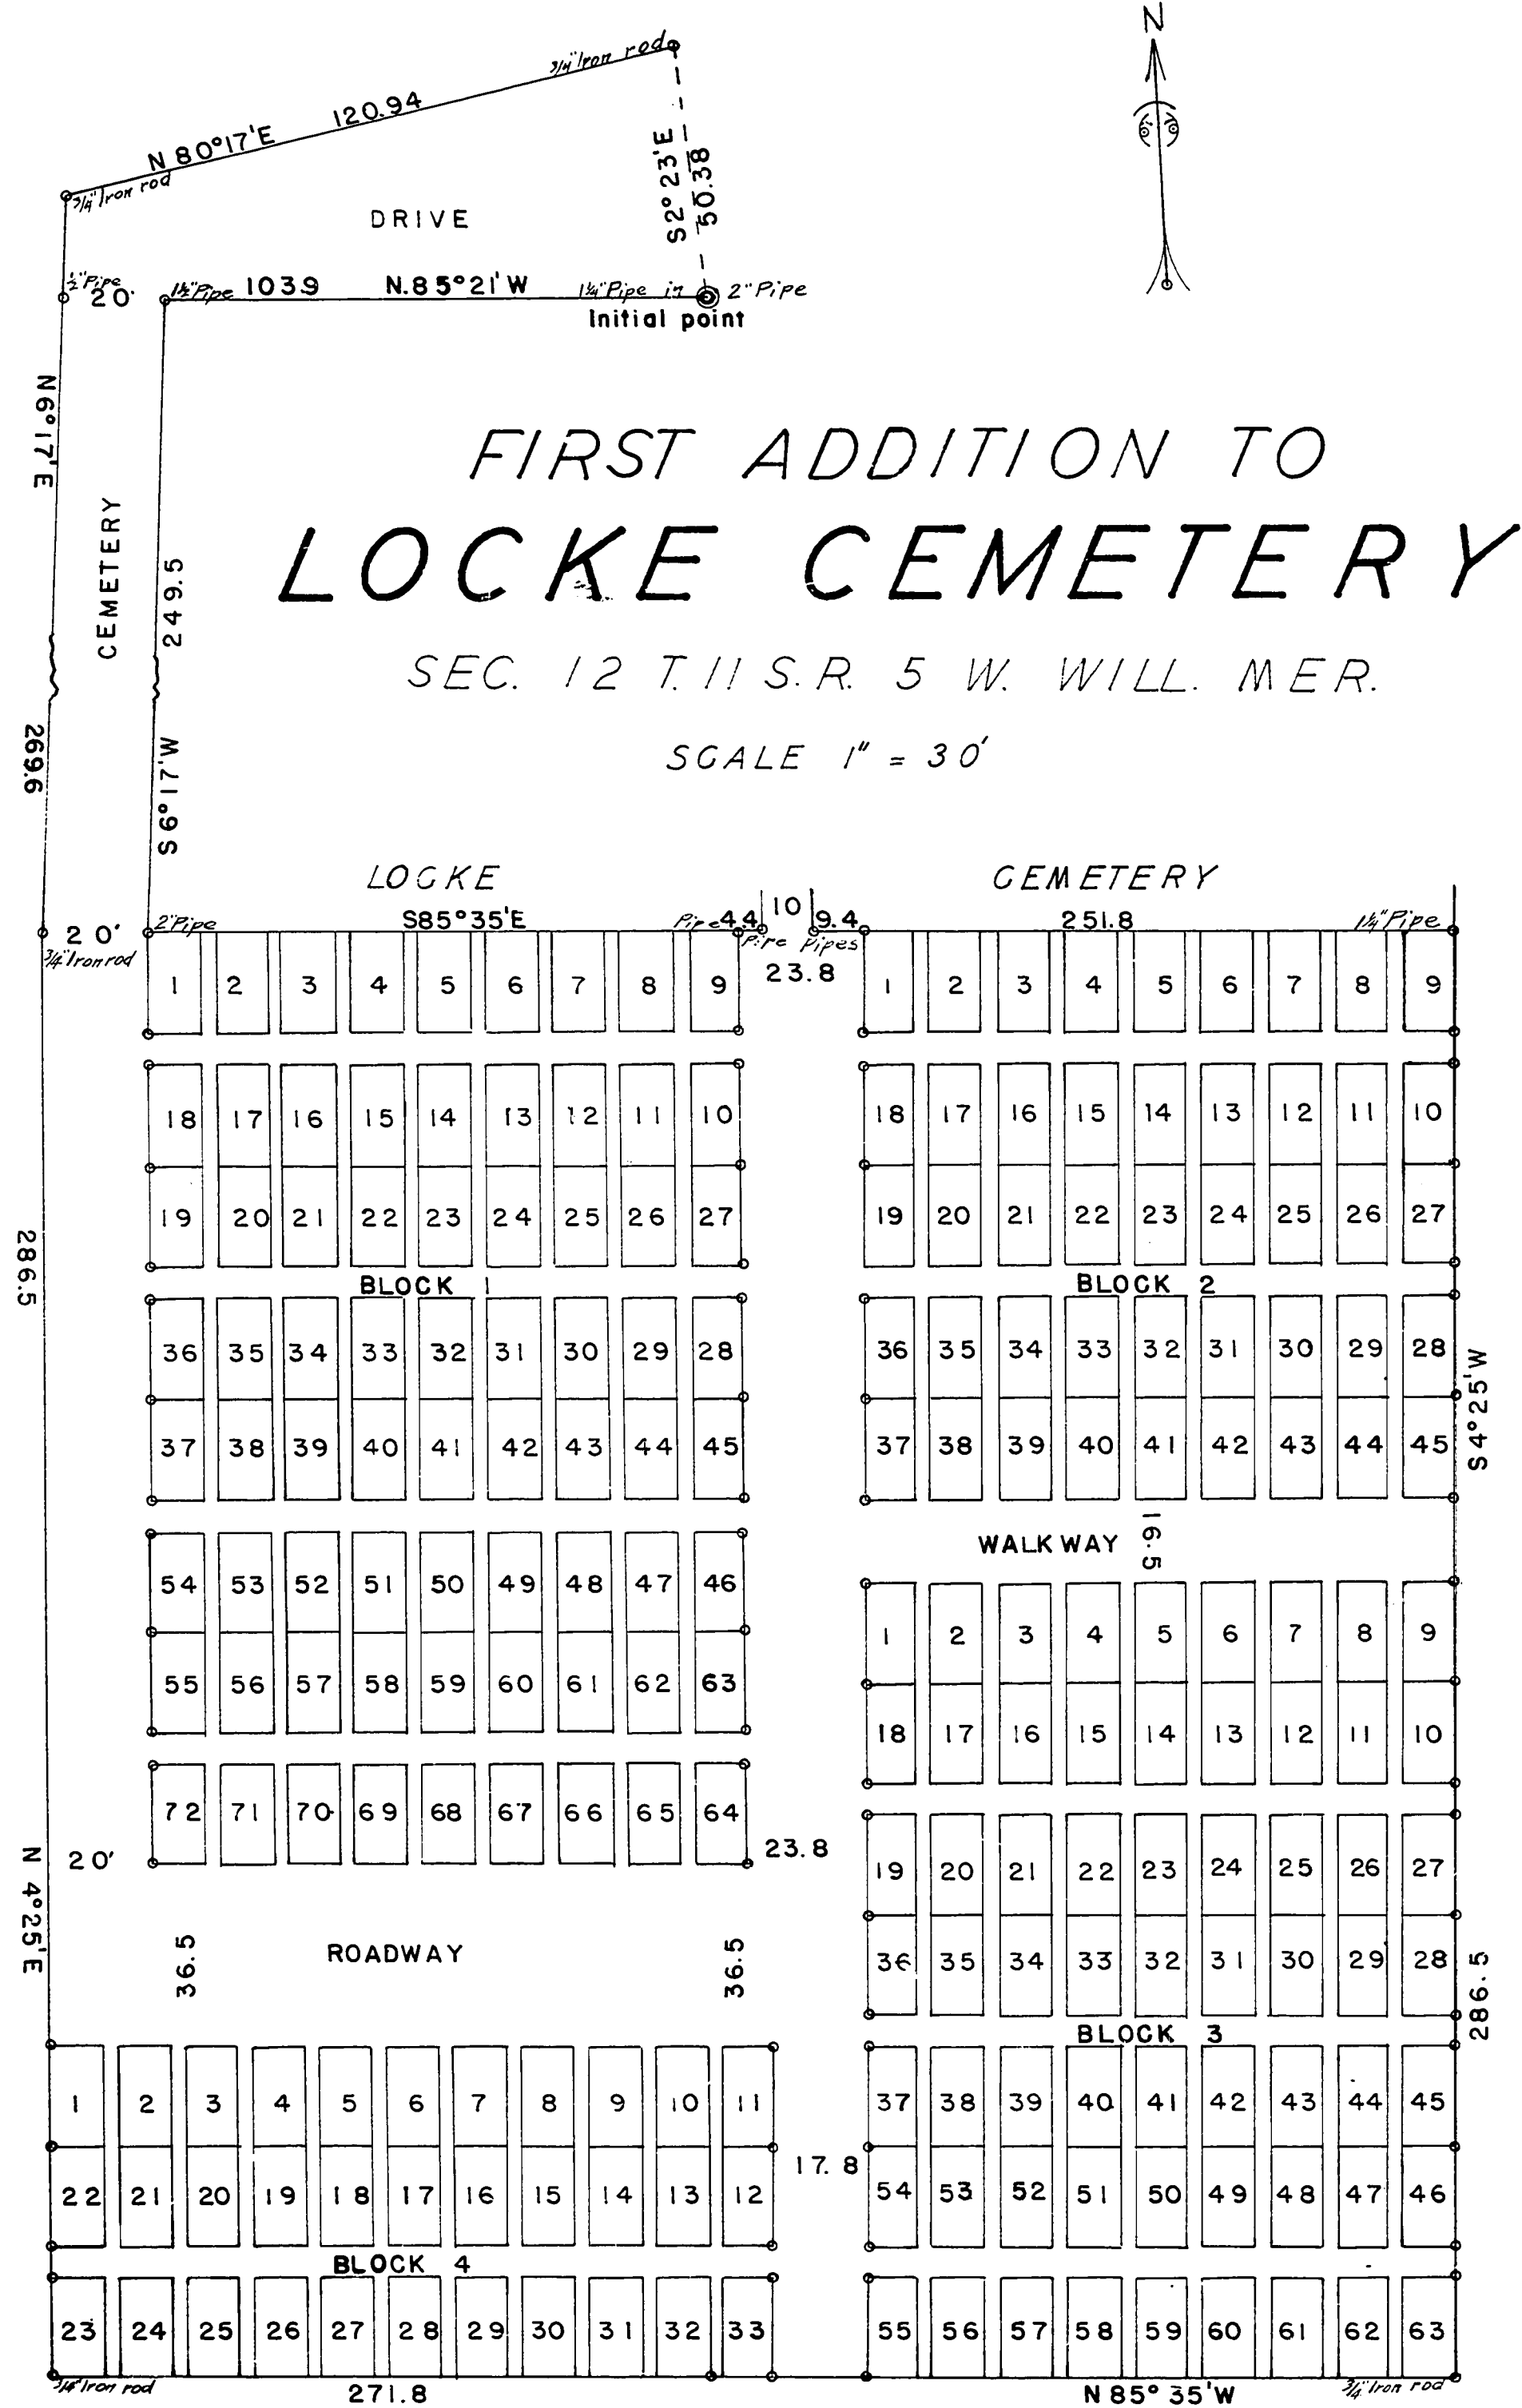 N
3/4" Iron rod
N 80°17'E 120.94
3/4" Iron rod
S2°23'E
50.38
DRIVE
1/2" Pipe
20'
1½" Pipe 103.9 N.85°21'W 1¼" Pipe in 2" Pipe
Initial point
N6°17'E
269.6
CEMETERY
249.5
S6°17'W
FIRST ADDITION TO
LOCKE CEMETERY
SEC. 12 T. 11 S. R. 5 W. WILL. MER.
SCALE 1" = 30'
LOCKE CEMETERY
20' 2" Pipe S85°35'E Pipe 4.4 10 9.4 251.8 1¼" Pipe
3/4" Iron rod Pipe Pipes
23.8
1 2 3 4 5 6 7 8 9
1 2 3 4 5 6 7 8 9
18 17 16 15 14 13 12 11 10
18 17 16 15 14 13 12 11 10
19 20 21 22 23 24 25 26 27
19 20 21 22 23 24 25 26 27
286.5
BLOCK 1
BLOCK 2
36 35 34 33 32 31 30 29 28
36 35 34 33 32 31 30 29 28
37 38 39 40 41 42 43 44 45
37 38 39 40 41 42 43 44 45
S4°25'W
WALKWAY 16.5
54 53 52 51 50 49 48 47 46
1 2 3 4 5 6 7 8 9
55 56 57 58 59 60 61 62 63
18 17 16 15 14 13 12 11 10
72 71 70 69 68 67 66 65 64
20' 23.8
19 20 21 22 23 24 25 26 27
N 4°25'E
36.5 ROADWAY 36.5
36 35 34 33 32 31 30 29 28
286.5
BLOCK 3
1 2 3 4 5 6 7 8 9 10 11
37 38 39 40 41 42 43 44 45
17.8
22 21 20 19 18 17 16 15 14 13 12
54 53 52 51 50 49 48 47 46
BLOCK 4
23 24 25 26 27 28 29 30 31 32 33
55 56 57 58 59 60 61 62 63
3/4" Iron rod 271.8 N85°35'W 3/4" Iron rod